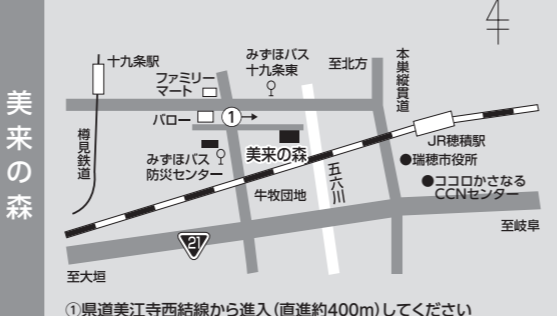 美来の森
十九条駅
ファミリー
マート
みずほバス
十九条東
至北方
本巣縦貫道
バロー
①→
樽見鉄道
みずほバス
防災センター
美来の森
五六川
牛牧団地
JR穂積駅
●瑞穂市役所
●ココロかさなる
CCNセンター
21
至岐阜
至大垣
①県道美江寺西結線から進入(直進約400m)してください